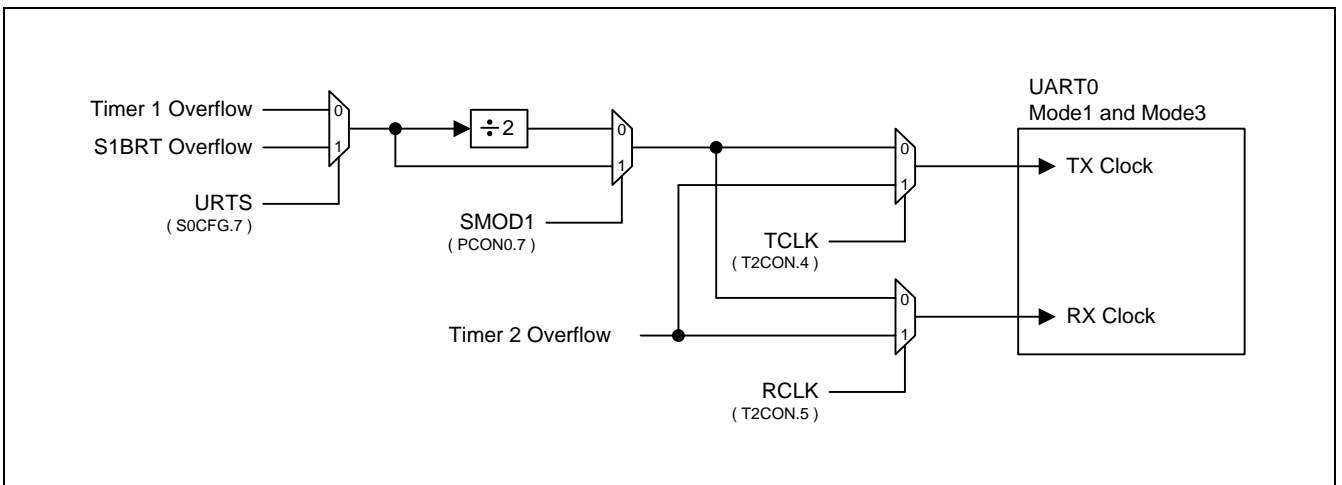 Timer 1 Overflow
S1BRT Overflow
0
1
URTS
( S0CFG.7 )
÷2
0
1
SMOD1
( PCON0.7 )
0
1
TCLK
( T2CON.4 )
Timer 2 Overflow
0
1
RCLK
( T2CON.5 )
UART0
Mode1 and Mode3
TX Clock
RX Clock